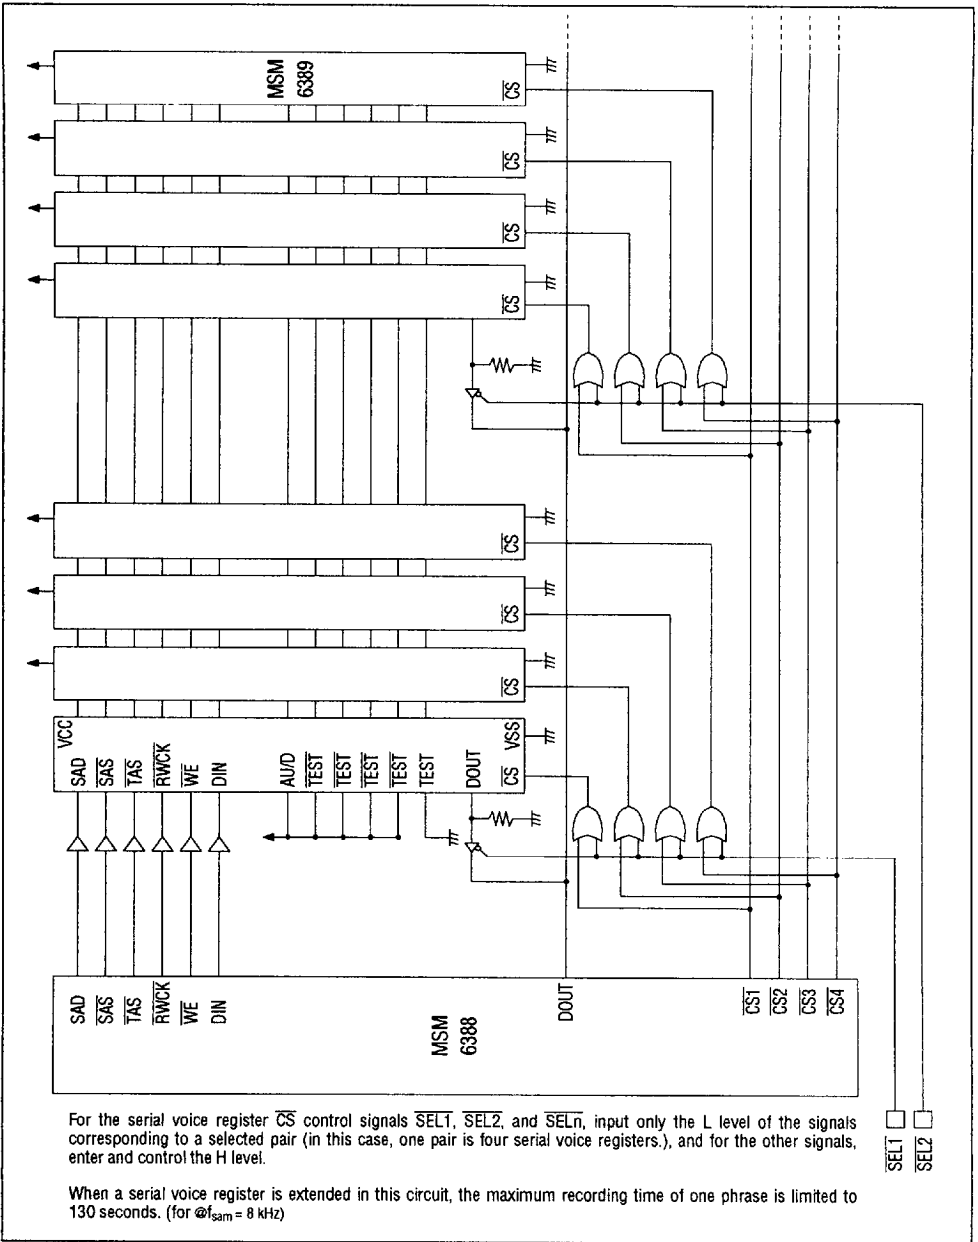 MSM
6389
CS
CS
CS
CS
CS
CS
CS
VCC
SAD
SAS
TAS
RWCK
WE
DIN
AU/D
TEST
TEST
TEST
TEST
TEST
DOUT
CS
VSS
SAD
SAS
TAS
RWCK
WE
DIN
MSM
6388
DOUT
CS1
CS2
CS3
CS4
SEL1
SEL2
For the serial voice register CS control signals SEL1, SEL2, and SELn, input only the L level of the signals
corresponding to a selected pair (in this case, one pair is four serial voice registers.), and for the other signals,
enter and control the H level.
When a serial voice register is extended in this circuit, the maximum recording time of one phrase is limited to
130 seconds. (for @fsam = 8 kHz)